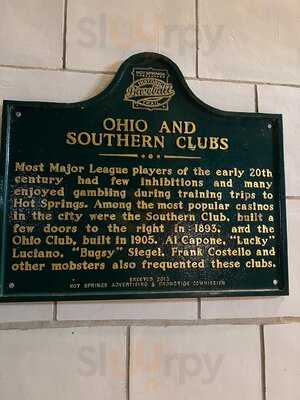 Sluırpy
Baseball
TRAIL
OHIO AND
SOUTHERN CLUBS
Most Major League players of the early 20th
century had few inhibitions and many
enjoyed gambling during training trips to
Hot Springs. Among the most popular casinos
in the city were the Southern Club, built a
few doors to the right in 1893, and the
Ohio Club, built in 1905. Al Capone, "Lucky"
Luciano, "Bugsy" Siegel, Frank Costello and
other mobsters also frequented these clubs.
ERECTED 2012
HOT SPRINGS ADVERTISING & PROMOTION COMMISSION
Sluırpy